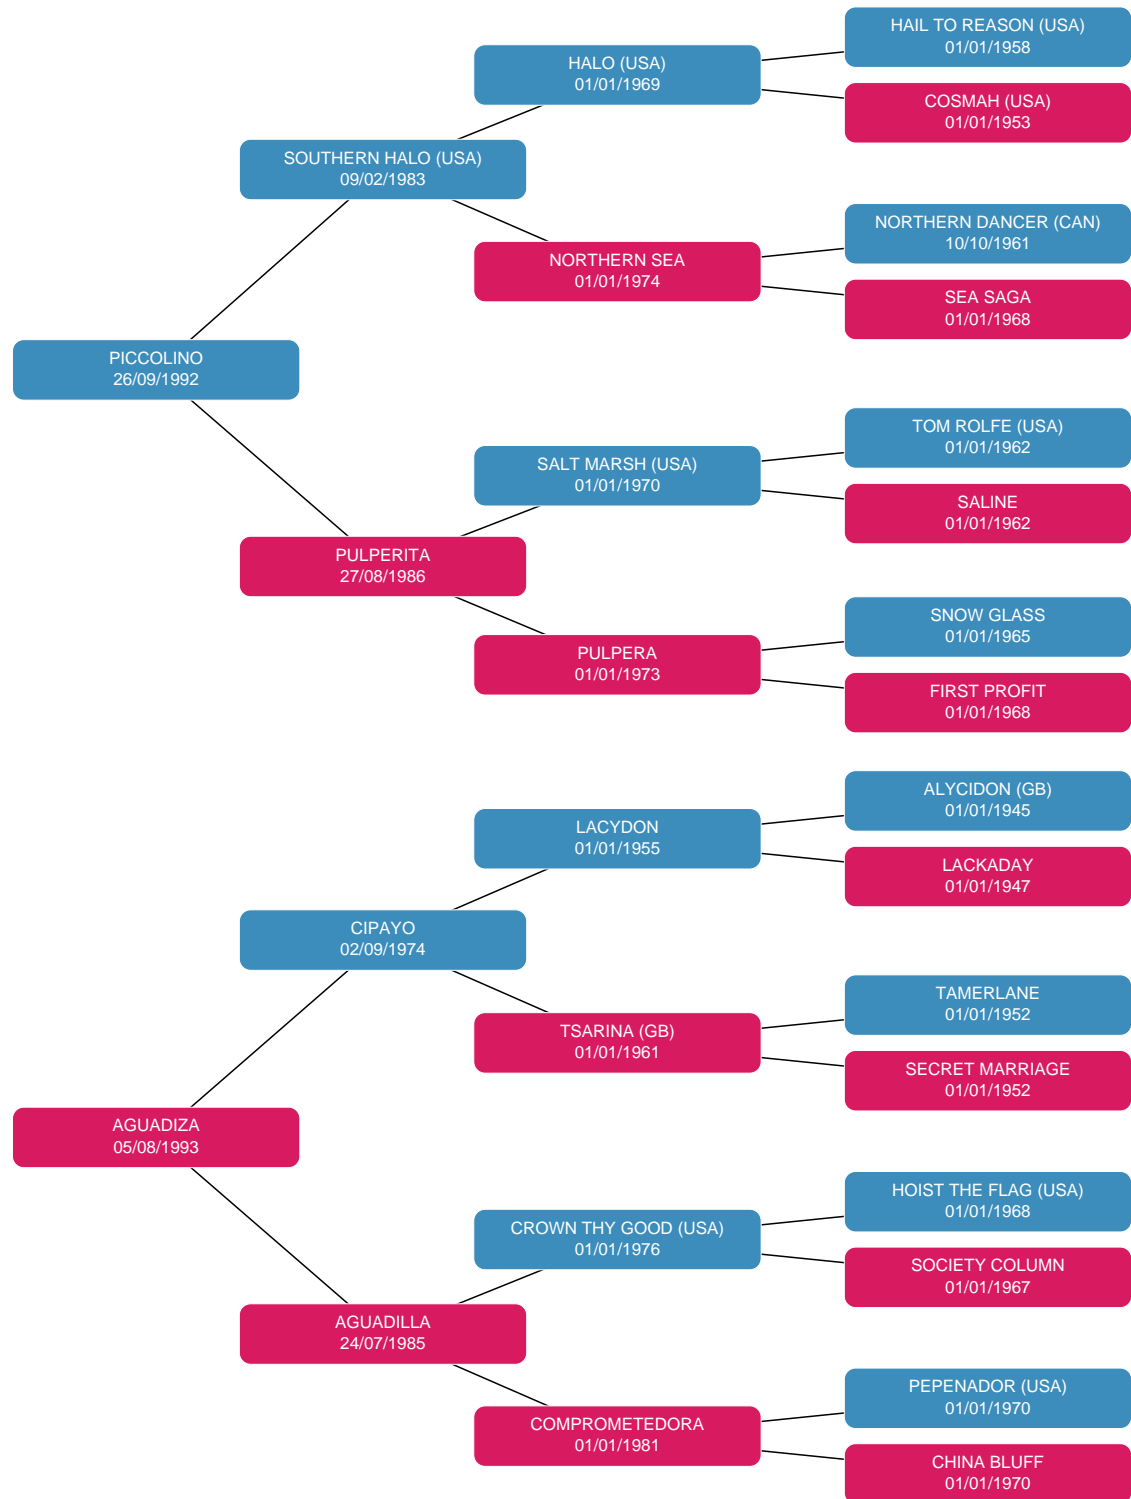 HAIL TO REASON (USA)
01/01/1958
HALO (USA)
01/01/1969
COSMAH (USA)
01/01/1953
SOUTHERN HALO (USA)
09/02/1983
NORTHERN DANCER (CAN)
10/10/1961
NORTHERN SEA
01/01/1974
SEA SAGA
01/01/1968
PICCOLINO
26/09/1992
TOM ROLFE (USA)
01/01/1962
SALT MARSH (USA)
01/01/1970
SALINE
01/01/1962
PULPERITA
27/08/1986
SNOW GLASS
01/01/1965
PULPERA
01/01/1973
FIRST PROFIT
01/01/1968
ALYCIDON (GB)
01/01/1945
LACYDON
01/01/1955
LACKADAY
01/01/1947
CIPAYO
02/09/1974
TAMERLANE
01/01/1952
TSARINA (GB)
01/01/1961
SECRET MARRIAGE
01/01/1952
AGUADIZA
05/08/1993
HOIST THE FLAG (USA)
01/01/1968
CROWN THY GOOD (USA)
01/01/1976
SOCIETY COLUMN
01/01/1967
AGUADILLA
24/07/1985
PEPENADOR (USA)
01/01/1970
COMPROMETEDORA
01/01/1981
CHINA BLUFF
01/01/1970